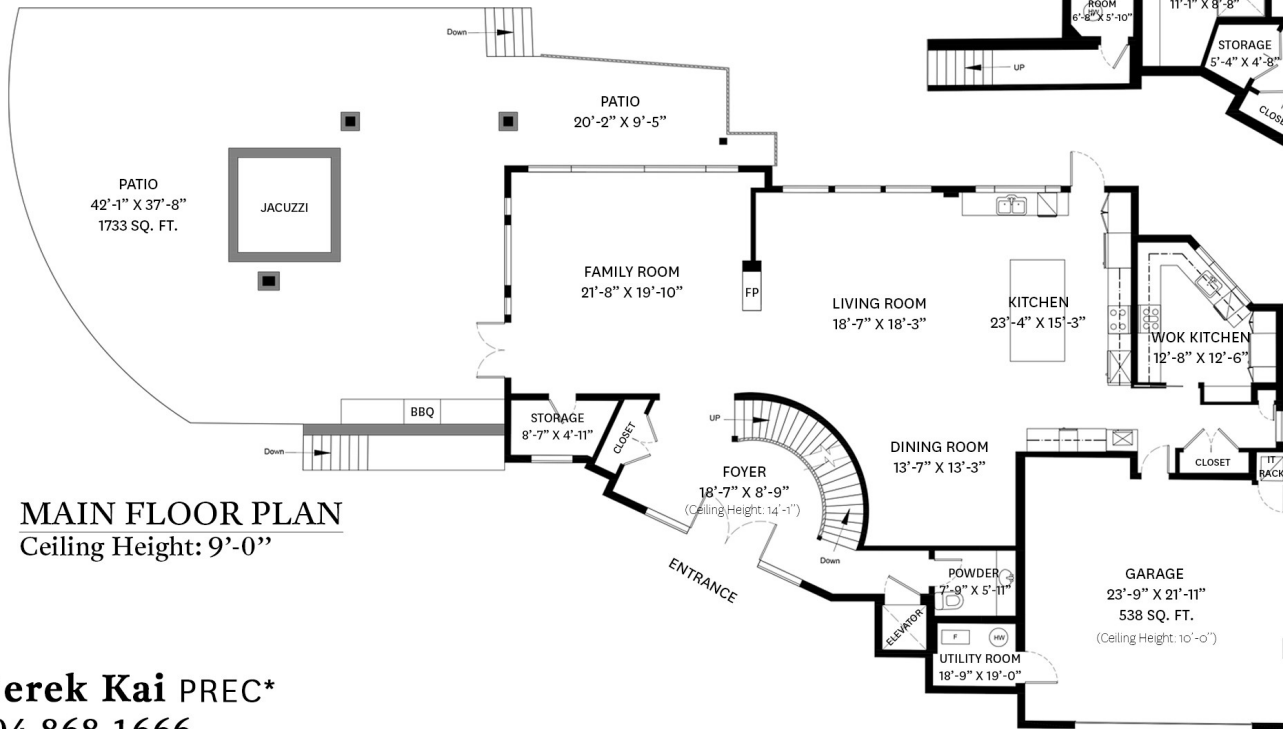 Down
ROOM
HW
6'-8" X 5'-10"
11'-1" X 8'-8"
STORAGE
5'-4" X 4'-8"
UP
PATIO
20'-2" X 9'-5"
PATIO
42'-1" X 37'-8"
1733 SQ. FT.
JACUZZI
FAMILY ROOM
21'-8" X 19'-10"
FP
LIVING ROOM
18'-7" X 18'-3"
KITCHEN
23'-4" X 15'-3"
WOK KITCHEN
12'-8" X 12'-6"
BBQ
Down
STORAGE
8'-7" X 4'-11"
CLOSET
UP
FOYER
18'-7" X 8'-9"
(Ceiling Height: 14'-1")
DINING ROOM
13'-7" X 13'-3"
CLOSET
IT
RACK
MAIN FLOOR PLAN
Ceiling Height: 9'-0''
ENTRANCE
Down
POWDER
7'-9" X 5'-11"
ELEVATOR
F
HW
UTILITY ROOM
18'-9" X 19'-0"
GARAGE
23'-9" X 21'-11"
538 SQ. FT.
(Ceiling Height: 10'-0")
erek Kai PREC*
04 868 1666